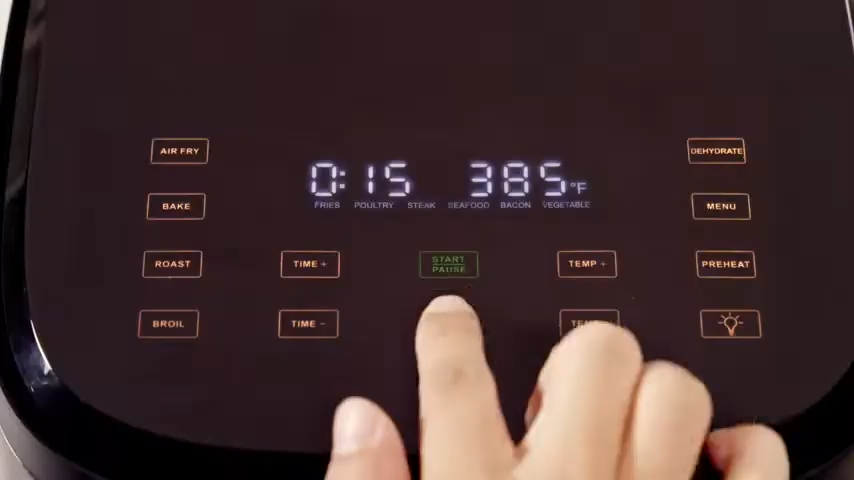 AIR FRY
DEHYDRATE
0:15 385°F
FRIES POULTRY STEAK SEAFOOD BACON VEGETABLE
BAKE
MENU
ROAST
TIME +
START
PAUSE
TEMP +
PREHEAT
BROIL
TIME -